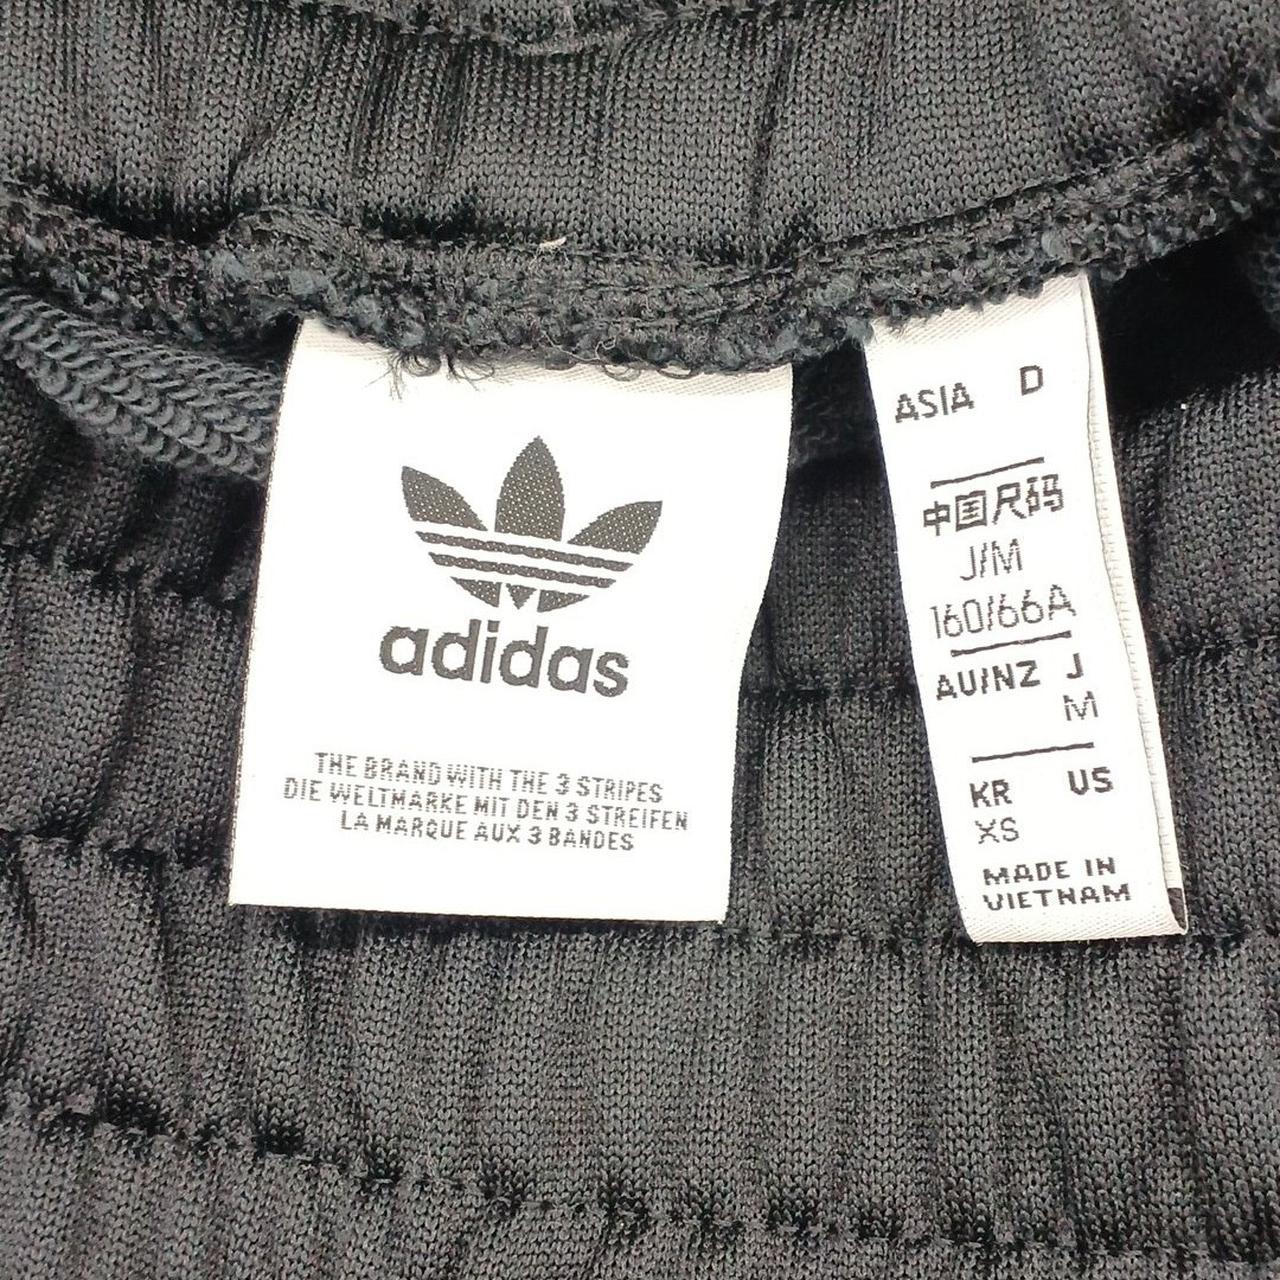 adidas
THE BRAND WITH THE 3 STRIPES
DIE WELTMARKE MIT DEN 3 STREIFEN
LA MARQUE AUX 3 BANDES
ASIA D
中国尺码
J/M
160/66A
AU/NZ J
M
KR US
XS
MADE IN
VIETNAM